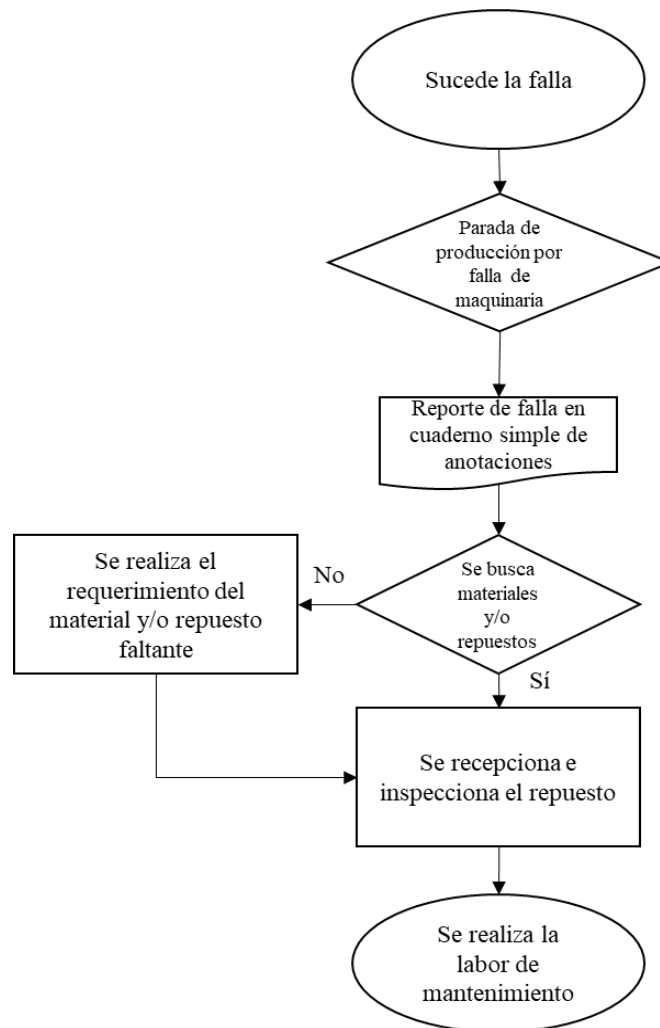 Sucede la falla
Parada de
producción por
falla de
maquinaria
Reporte de falla en
cuaderno simple de
anotaciones
Se busca
materiales
y/o
repuestos
No
Se realiza el
requerimiento del
material y/o repuesto
faltante
Sí
Se recepciona e
inspecciona el repuesto
Se realiza la
labor de
mantenimiento